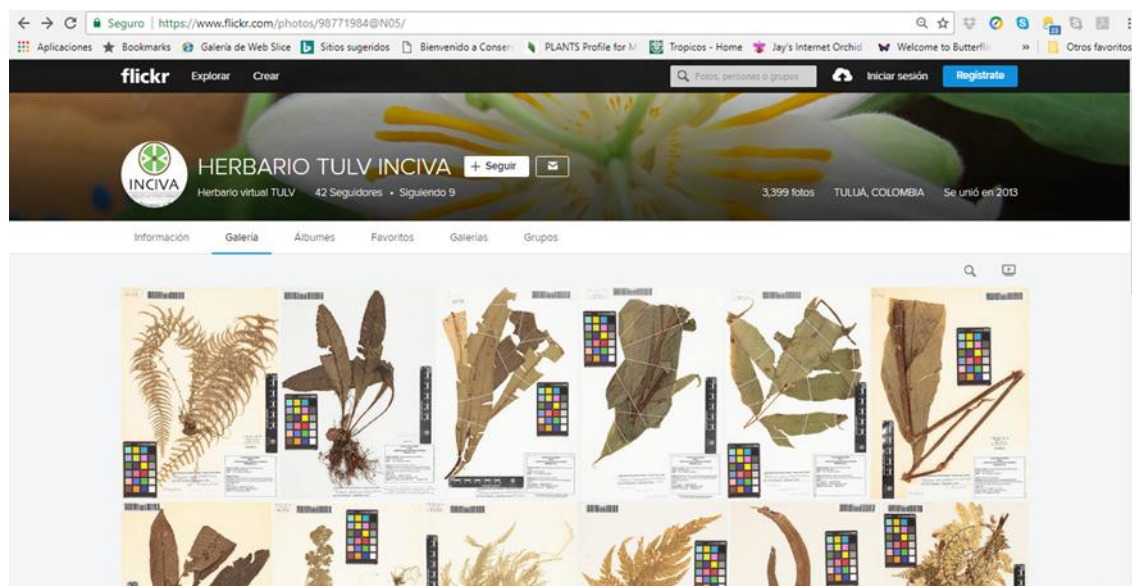 Seguro | https://www.flickr.com/photos/98771984@N05/
Aplicaciones Bookmarks Galería de Web Slice Sitios sugeridos Bienvenido a Conser PLANTS Profile for M Tropicos - Home Jay's Internet Orchid Welcome to Butterfli » Otros favoritos
flickr Explorar Crear Fotos, personas o grupos Iniciar sesión Regístrate
INCIVA
HERBARIO TULV INCIVA + Seguir
Herbario virtual TULV 42 Seguidores • Siguiendo 9 3,399 fotos TULUÁ, COLOMBIA Se unió en 2013
Información Galería Álbumes Favoritos Galerías Grupos